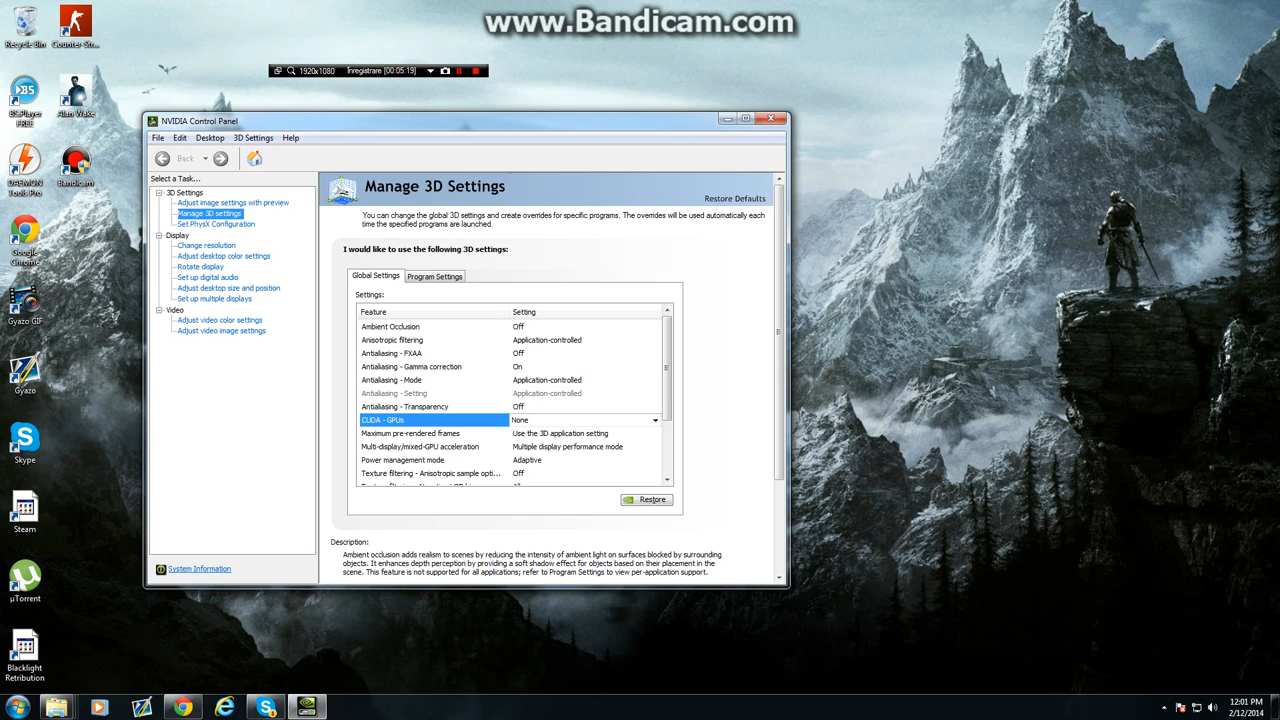 www.Bandicam.com
Recycle Bin
Counter-Str...
1920x1080 Inregistrare [00:05:19]
BS.Player FREE
Alan Wake
NVIDIA Control Panel
File Edit Desktop 3D Settings Help
Back
DAEMON Tools Pro
Bandicam
Select a Task...
3D Settings
Adjust image settings with preview
Manage 3D settings
Set PhysX Configuration
Display
Change resolution
Adjust desktop color settings
Rotate display
Set up digital audio
Adjust desktop size and position
Set up multiple displays
Video
Adjust video color settings
Adjust video image settings
System Information
Manage 3D Settings
Restore Defaults
You can change the global 3D settings and create overrides for specific programs. The overrides will be used automatically each
time the specified programs are launched.
I would like to use the following 3D settings:
Global Settings Program Settings
Settings:
Feature Setting
Ambient Occlusion Off
Anisotropic filtering Application-controlled
Antialiasing - FXAA Off
Antialiasing - Gamma correction On
Antialiasing - Mode Application-controlled
Antialiasing - Setting Application-controlled
Antialiasing - Transparency Off
CUDA - GPUs None
Maximum pre-rendered frames Use the 3D application setting
Multi-display/mixed-GPU acceleration Multiple display performance mode
Power management mode Adaptive
Texture filtering - Anisotropic sample opti... Off
Restore
Description:
Ambient occlusion adds realism to scenes by reducing the intensity of ambient light on surfaces blocked by surrounding
objects. It enhances depth perception by providing a soft shadow effect for objects based on their placement in the
scene. This feature is not supported for all applications; refer to Program Settings to view per-application support.
Google Chrome
Gyazo GIF
Gyazo
Skype
Steam
µTorrent
Blacklight Retribution
12:01 PM
2/12/2014